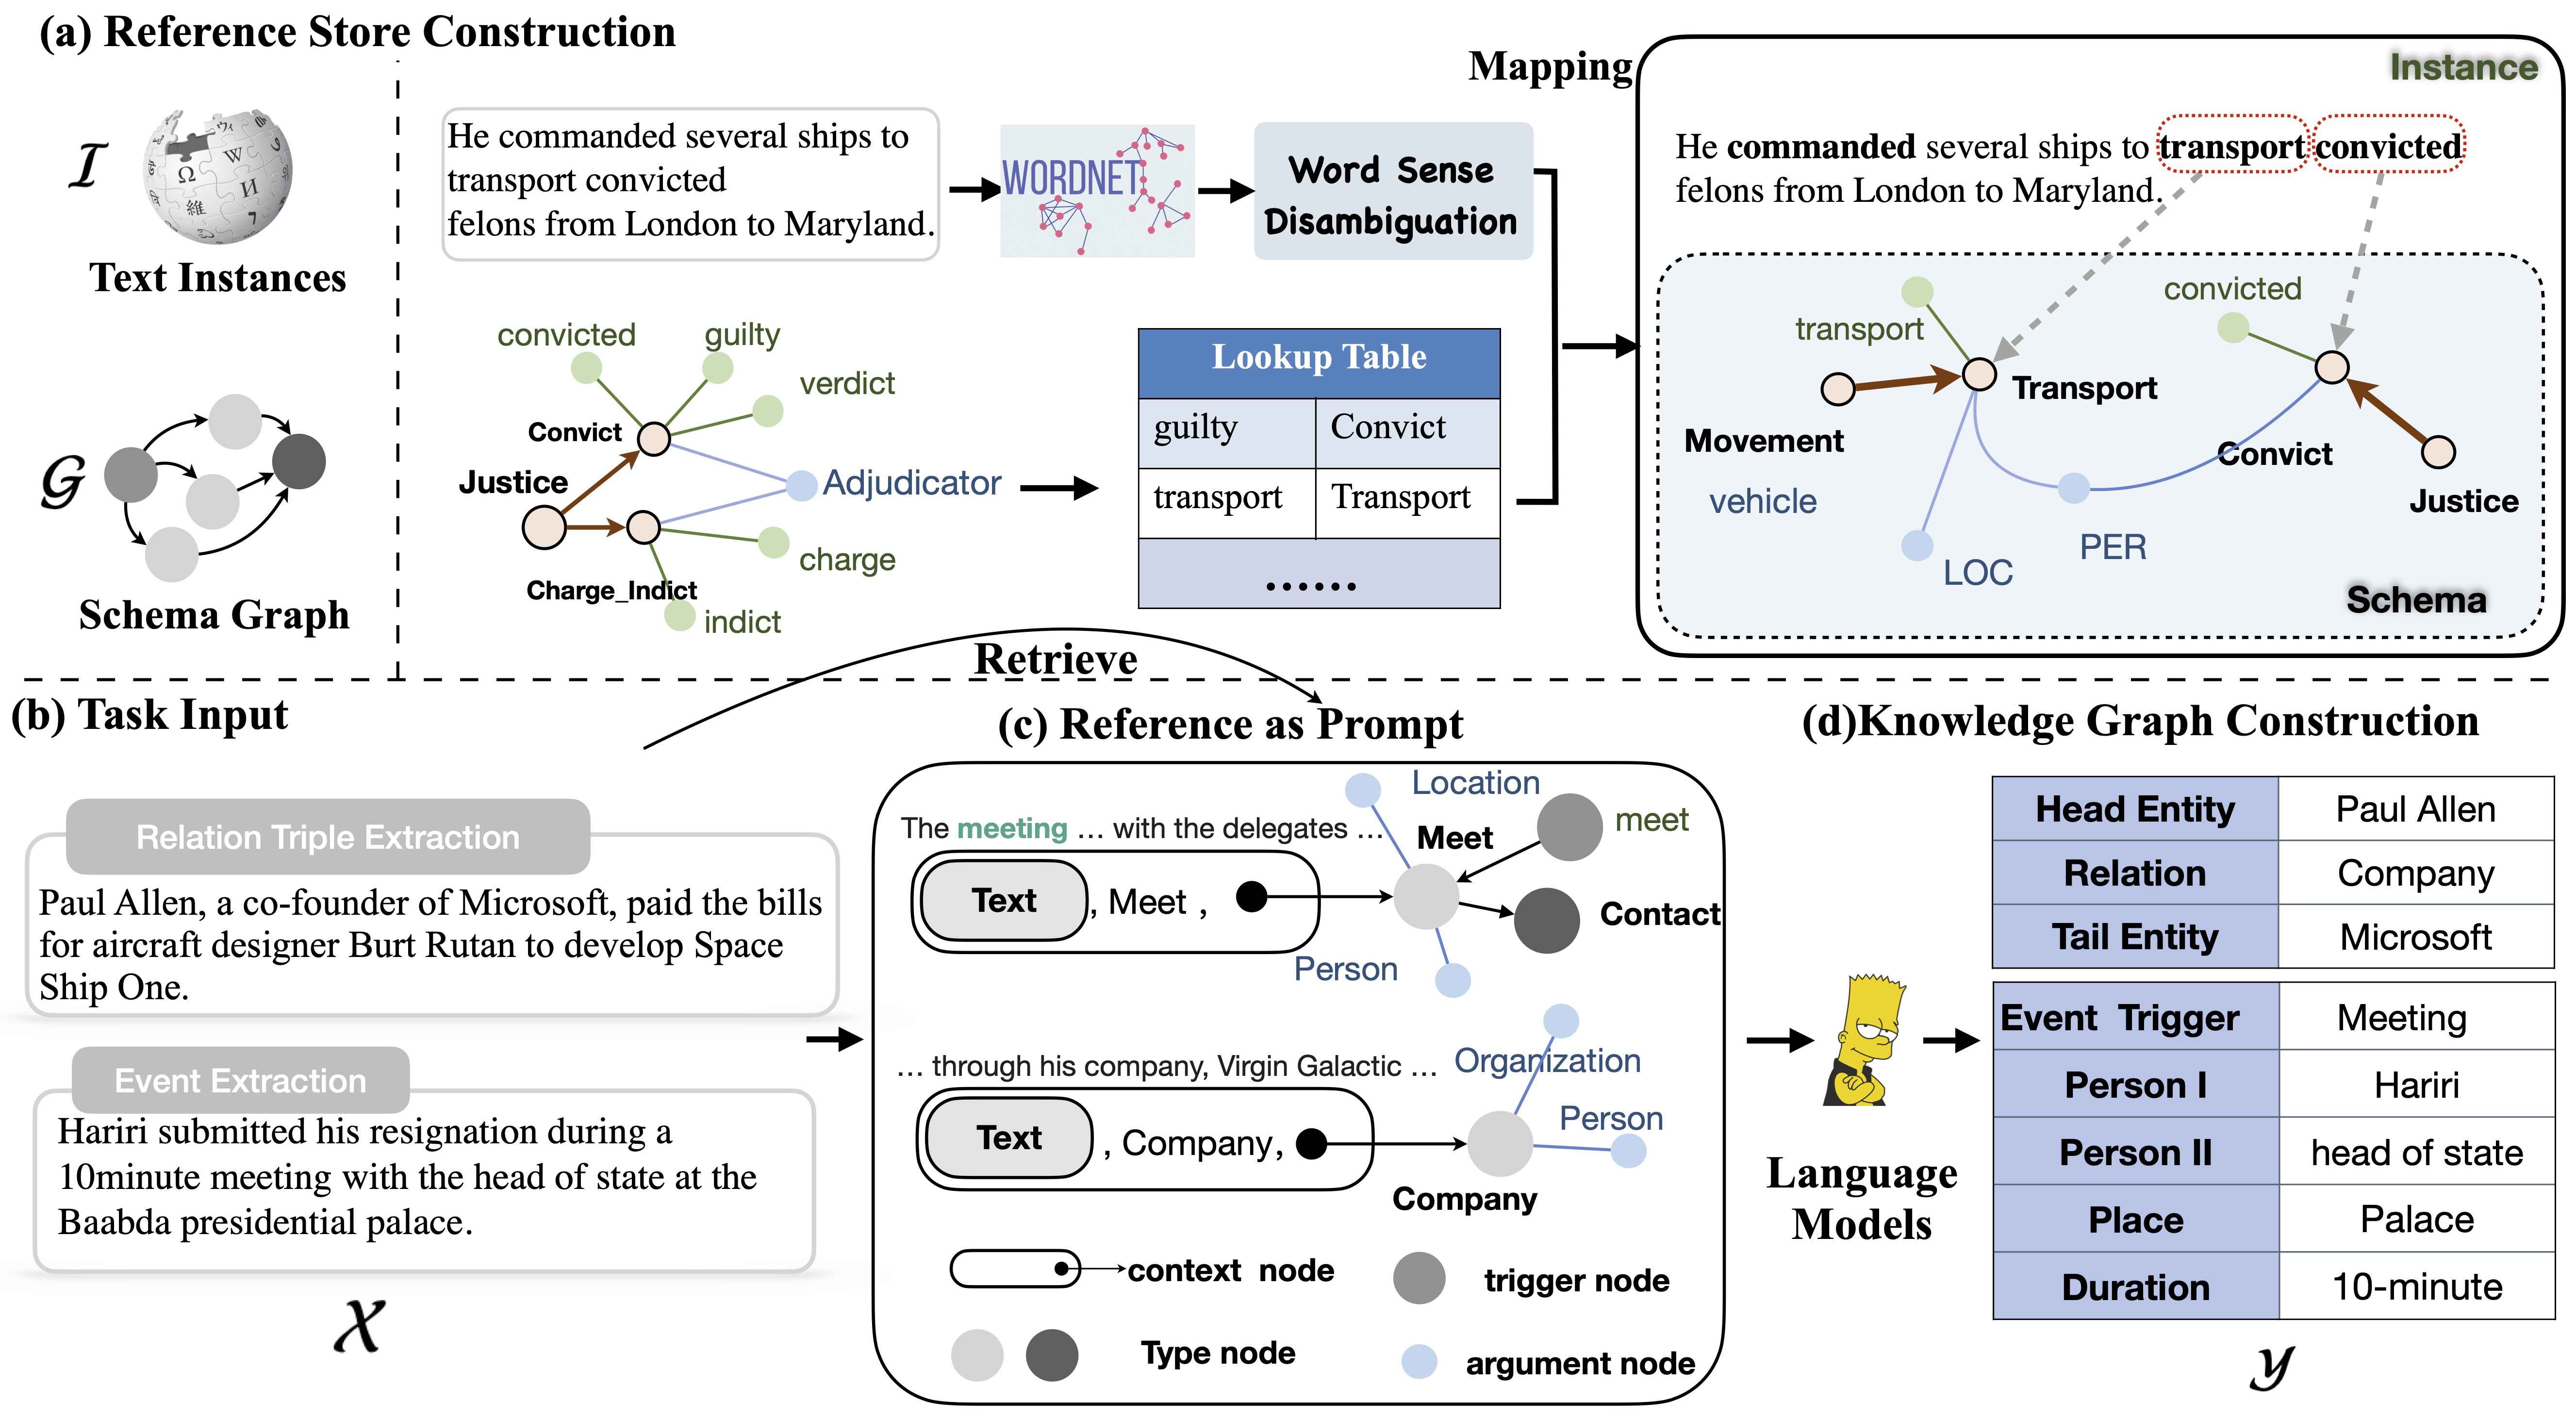 (a) Reference Store Construction
ℐ
Text Instances
𝒢
Schema Graph
He commanded several ships to
transport convicted
felons from London to Maryland.
WORDNET
Word Sense
Disambiguation
convicted
guilty
verdict
Convict
Justice
Adjudicator
charge
Charge_Indict
indict
Lookup Table
guilty Convict
transport Transport
......
Mapping
Instance
He commanded several ships to transport convicted
felons from London to Maryland.
convicted
transport
Transport
Movement
Convict
vehicle
Justice
PER
LOC
Schema
Retrieve
(b) Task Input
Relation Triple Extraction
Paul Allen, a co-founder of Microsoft, paid the bills
for aircraft designer Burt Rutan to develop Space
Ship One.
Event Extraction
Hariri submitted his resignation during a
10minute meeting with the head of state at the
Baabda presidential palace.
𝒳
(c) Reference as Prompt
Location
The meeting ... with the delegates ...
Meet
meet
Text , Meet ,
Contact
Person
... through his company, Virgin Galactic ...
Organization
Person
Text , Company,
Company
context node
trigger node
Type node
argument node
Language
Models
(d)Knowledge Graph Construction
Head Entity Paul Allen
Relation Company
Tail Entity Microsoft
Event Trigger Meeting
Person I Hariri
Person II head of state
Place Palace
Duration 10-minute
𝒴